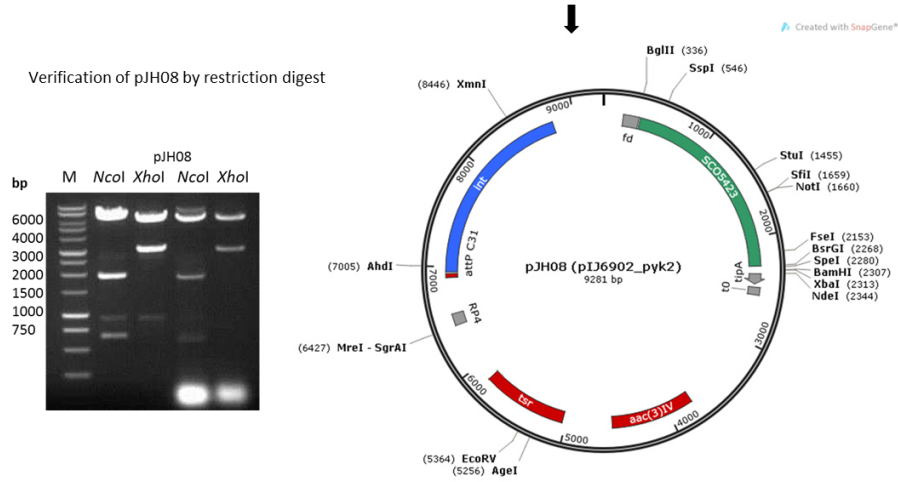 Created with SnapGene®
Verification of pJH08 by restriction digest
pJH08
bp M NcoI XhoI NcoI XhoI
6000
4000
3000
2000
1500
1000
750
BglII (336)
SspI (546)
StuI (1455)
SfiI (1659)
NotI (1660)
FseI (2153)
BsrGI (2268)
SpeI (2280)
BamHI (2307)
XbaI (2313)
NdeI (2344)
(8446) XmnI
(7005) AhdI
(6427) MreI - SgrAI
(5364) EcoRV
(5256) AgeI
1000
2000
3000
4000
5000
6000
7000
8000
9000
fd
SCO5423
tipA
t0
aac(3)IV
tsr
RP4
attP C31
int
pJH08 (pIJ6902_pyk2)
9281 bp